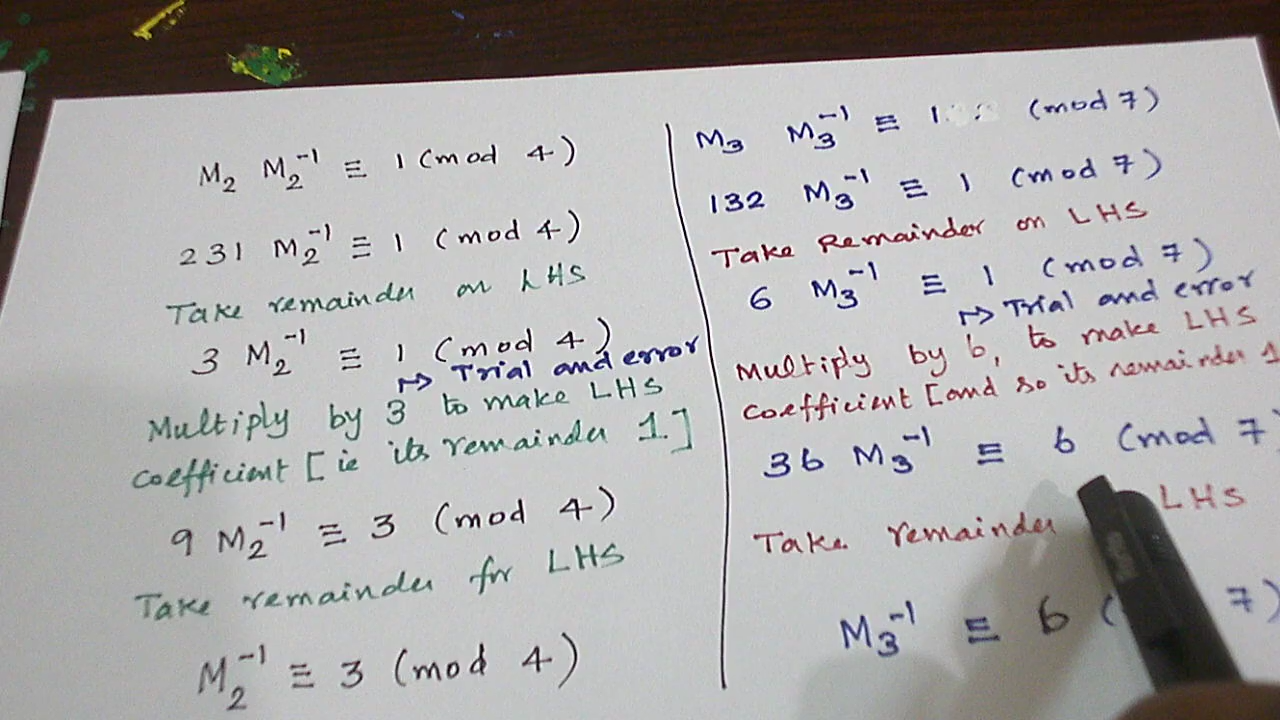 M₂ M₂⁻¹ ≡ 1 (mod 4)
231 M₂⁻¹ ≡ 1 (mod 4)
Take remainder on LHS
3 M₂⁻¹ ≡ 1 (mod 4)
↦ Trial and error
Multiply by 3 to make LHS
coefficient [ie its remainder 1.]
9 M₂⁻¹ ≡ 3 (mod 4)
Take remainder for LHS
M₂⁻¹ ≡ 3 (mod 4)
M₃ M₃⁻¹ ≡ 1 (mod 7)
132 M₃⁻¹ ≡ 1 (mod 7)
Take Remainder on LHS
6 M₃⁻¹ ≡ 1 (mod 7)
↦ Trial and error
Multiply by 6, to make LHS
coefficient [and so its remainder 1
36 M₃⁻¹ ≡ 6 (mod 7)
Take remainder LHS
M₃⁻¹ ≡ 6 ( 7)